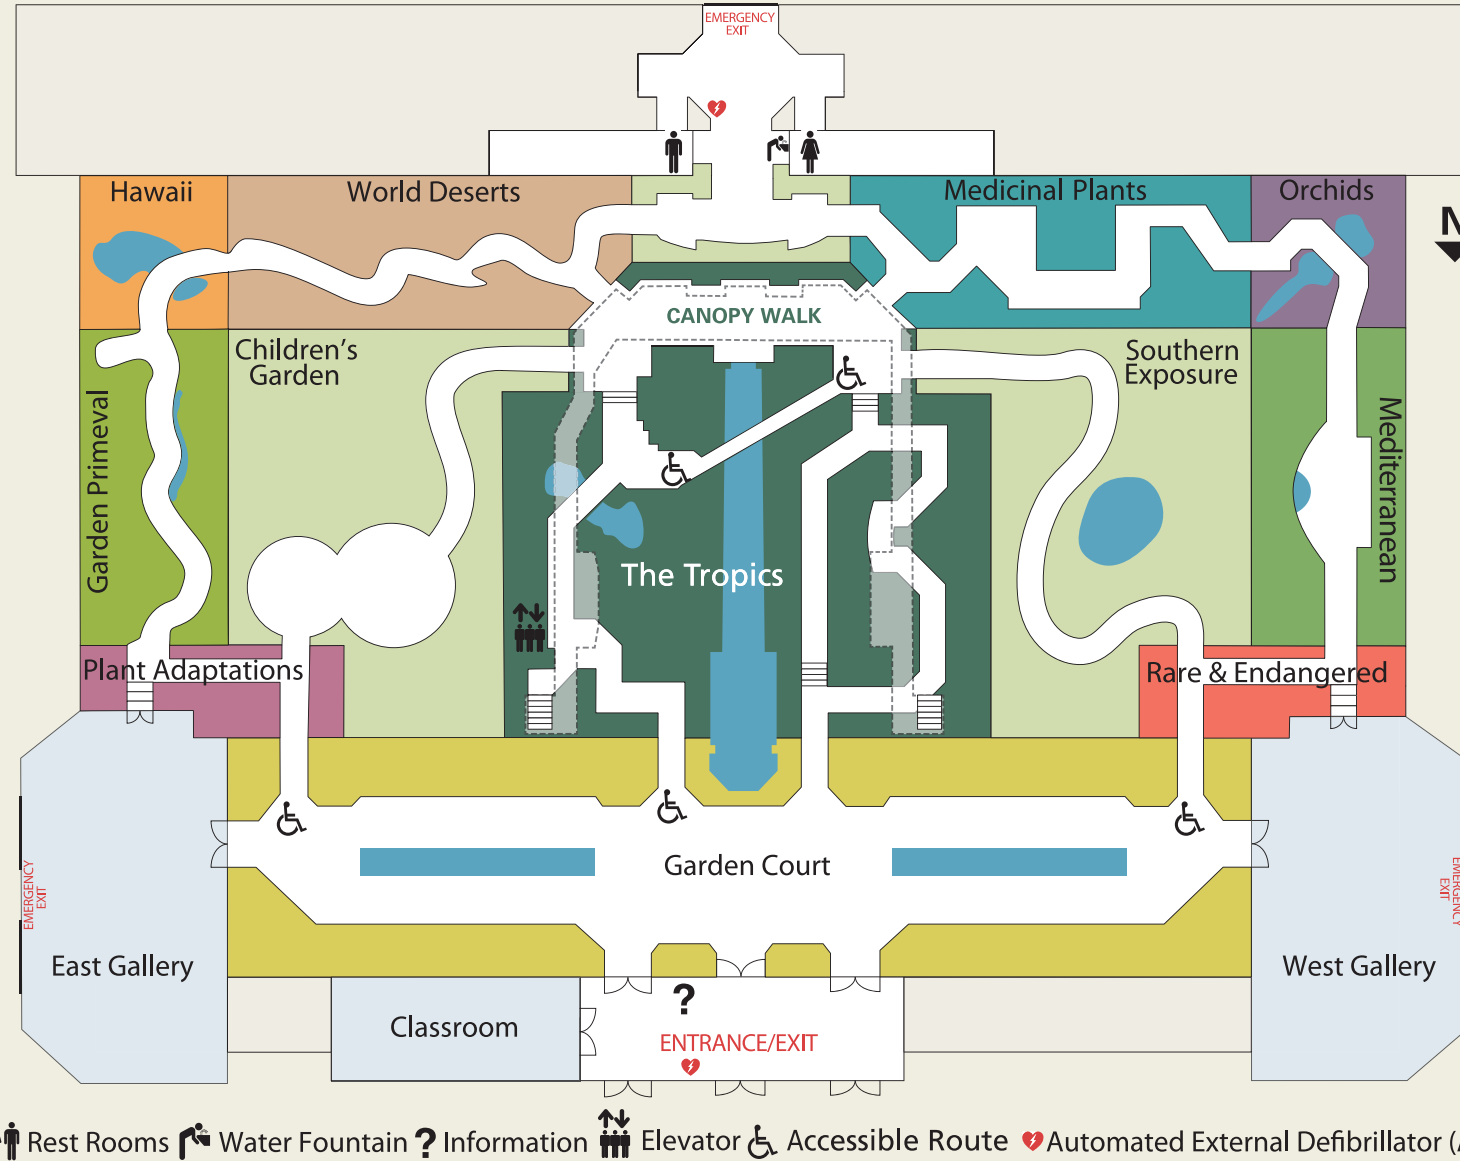 EMERGENCY
EXIT
Hawaii
World Deserts
Medicinal Plants
Orchids
CANOPY WALK
Children's
Garden
Southern
Exposure
Garden Primeval
Mediterranean
The Tropics
Plant Adaptations
Rare & Endangered
Garden Court
EMERGENCY
EXIT
EMERGENCY
EXIT
East Gallery
West Gallery
Classroom
?
ENTRANCE/EXIT
Rest Rooms Water Fountain ? Information Elevator Accessible Route Automated External Defibrillator (